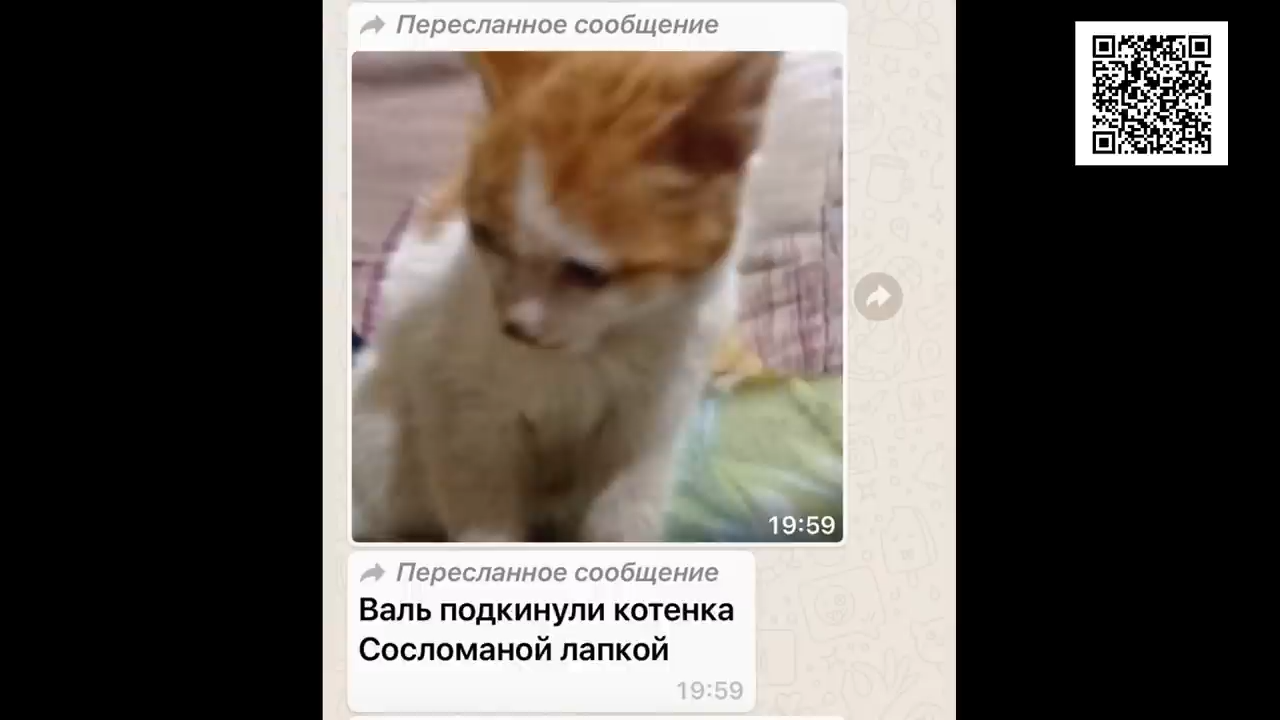 Пересланное сообщение
19:59
Пересланное сообщение
Валь подкинули котенка
Сосломаной лапкой
19:59